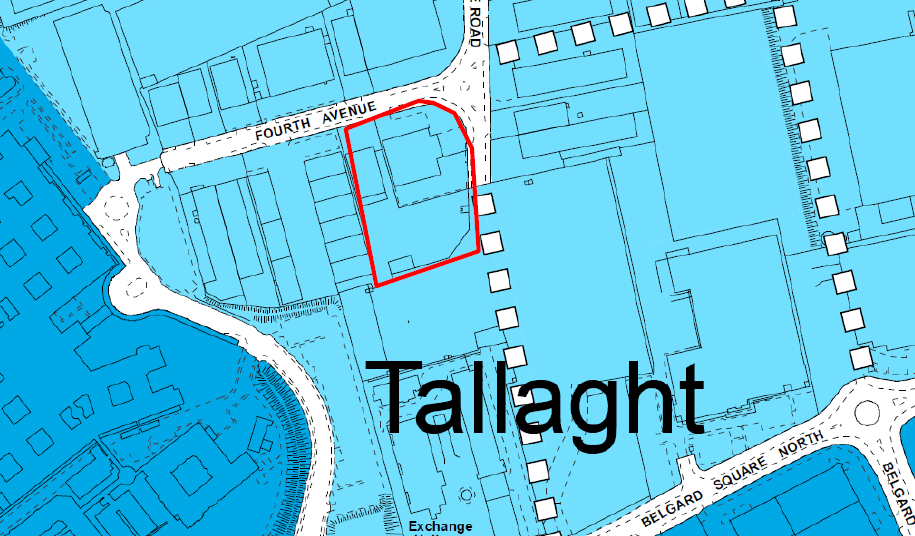 E ROAD
FOURTH AVENUE
Tallaght
BELGARD SQUARE NORTH
BELGARD
Exchange